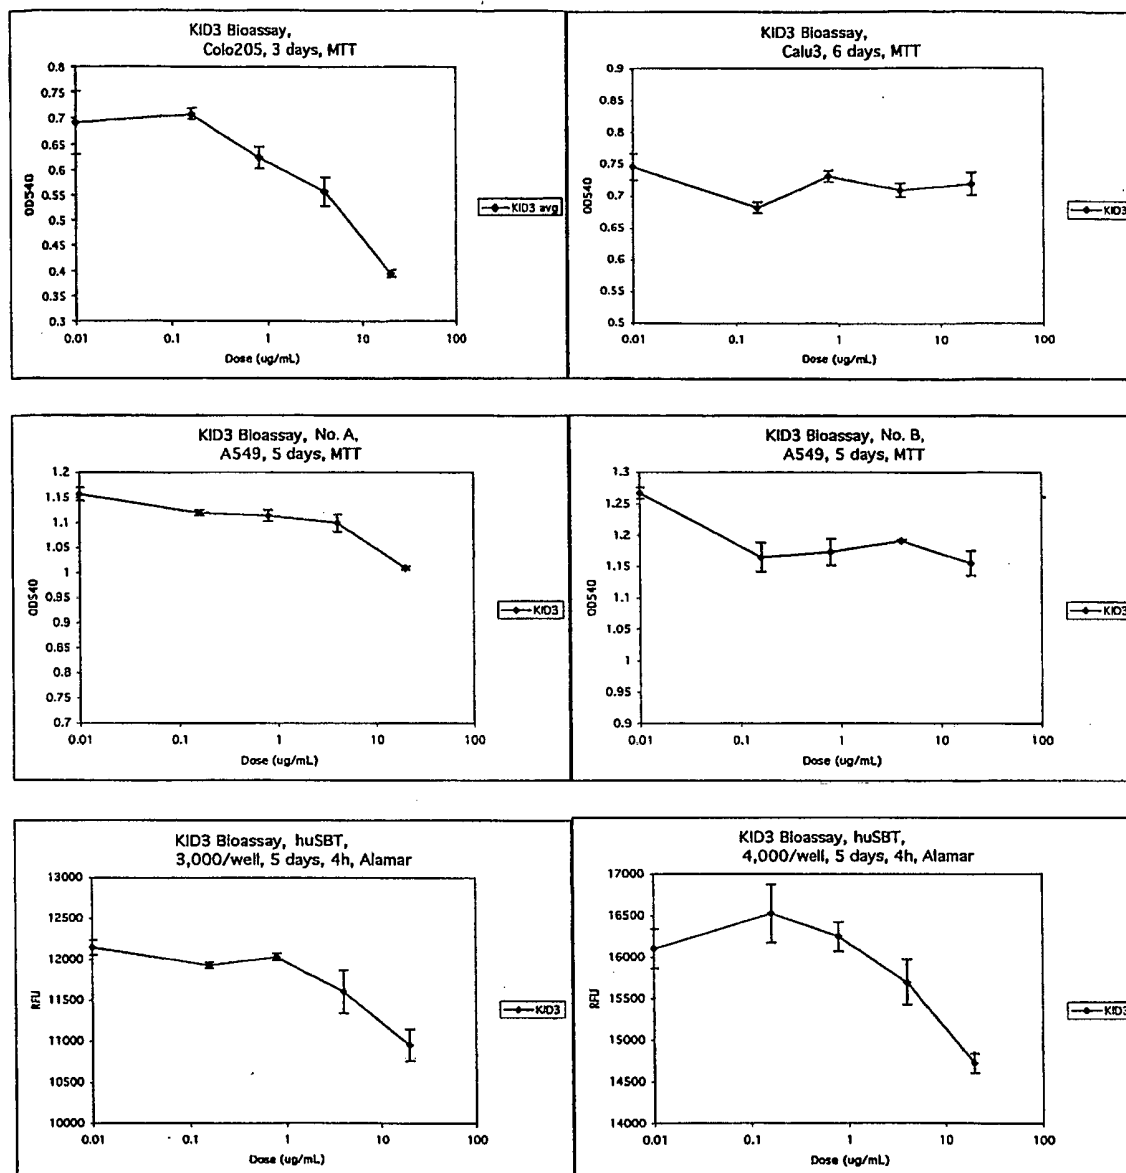 KID3 Bioassay,
Colo205, 3 days, MTT
0.8
0.75
0.7
0.65
0.6
0.55
0.5
0.45
0.4
0.35
0.3
OD540
0.01
0.1
1
10
100
Dose (ug/mL)
KID3 avg
KID3 Bioassay,
Calu3, 6 days, MTT
0.9
0.85
0.8
0.75
0.7
0.65
0.6
0.55
0.5
OD540
0.01
0.1
1
10
100
Dose (ug/mL)
KID3
KID3 Bioassay, No. A,
A549, 5 days, MTT
1.2
1.15
1.1
1.05
1
0.95
0.9
0.85
0.8
0.75
0.7
OD540
0.01
0.1
1
10
100
Dose (ug/mL)
KID3
KID3 Bioassay, No. B,
A549, 5 days, MTT
1.3
1.25
1.2
1.15
1.1
1.05
1
0.95
0.9
OD540
0.01
0.1
1
10
100
Dose (ug/mL)
KID3
KID3 Bioassay, huSBT,
3,000/well, 5 days, 4h, Alamar
13000
12500
12000
11500
11000
10500
10000
RFU
0.01
0.1
1
10
100
Dose (ug/mL)
KID3
KID3 Bioassay, huSBT,
4,000/well, 5 days, 4h, Alamar
17000
16500
16000
15500
15000
14500
14000
RFU
0.01
0.1
1
10
100
Dose (ug/mL)
KID3